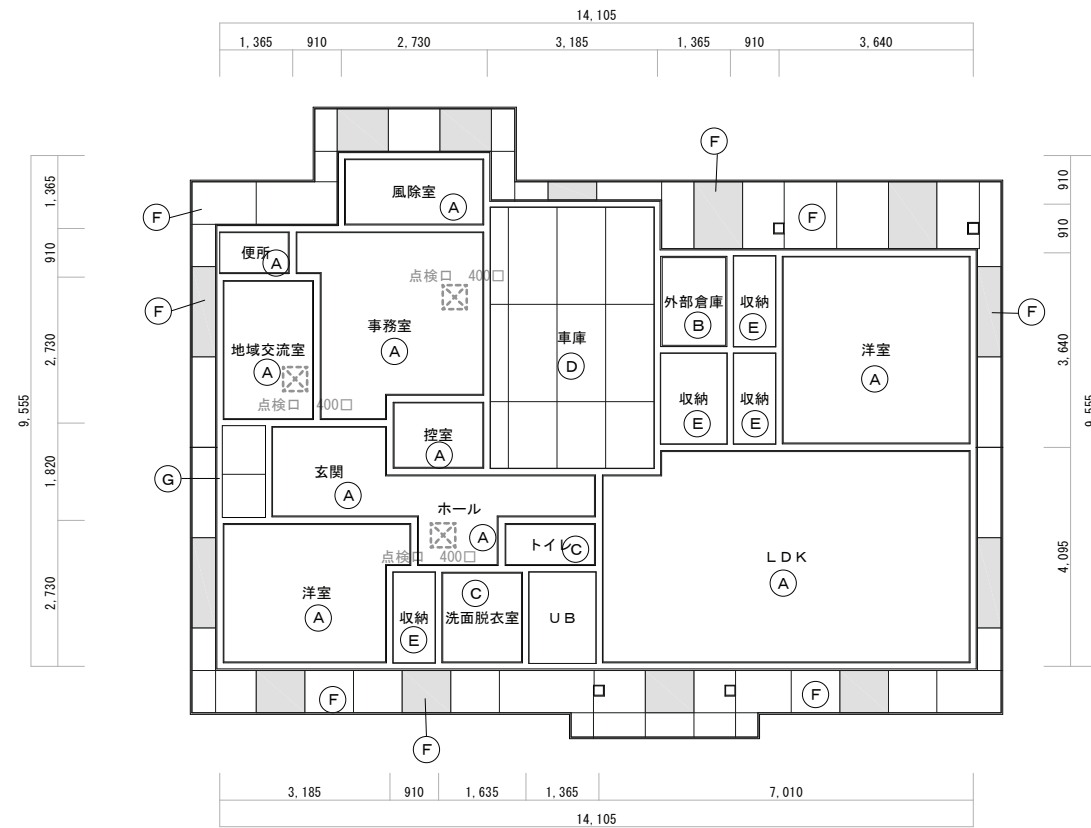 14,105
1,365 910 2,730 3,185 1,365 910 3,640
F
風除室
A
F
F
便所
A
点検口 400□
事務室
A
地域交流室
A
点検口 400□
車庫
D
外部倉庫
B
収納
E
洋室
A
収納
E
収納
E
F
F
控室
A
G
玄関
A
ホール
A
点検口 400□
トイレ
C
LDK
A
洋室
A
収納
E
C
洗面脱衣室
UB
F
F
F
1,365
910
2,730
1,820
2,730
9,555
910
910
3,640
4,095
9,555
3,185 910 1,635 1,365 7,010
14,105